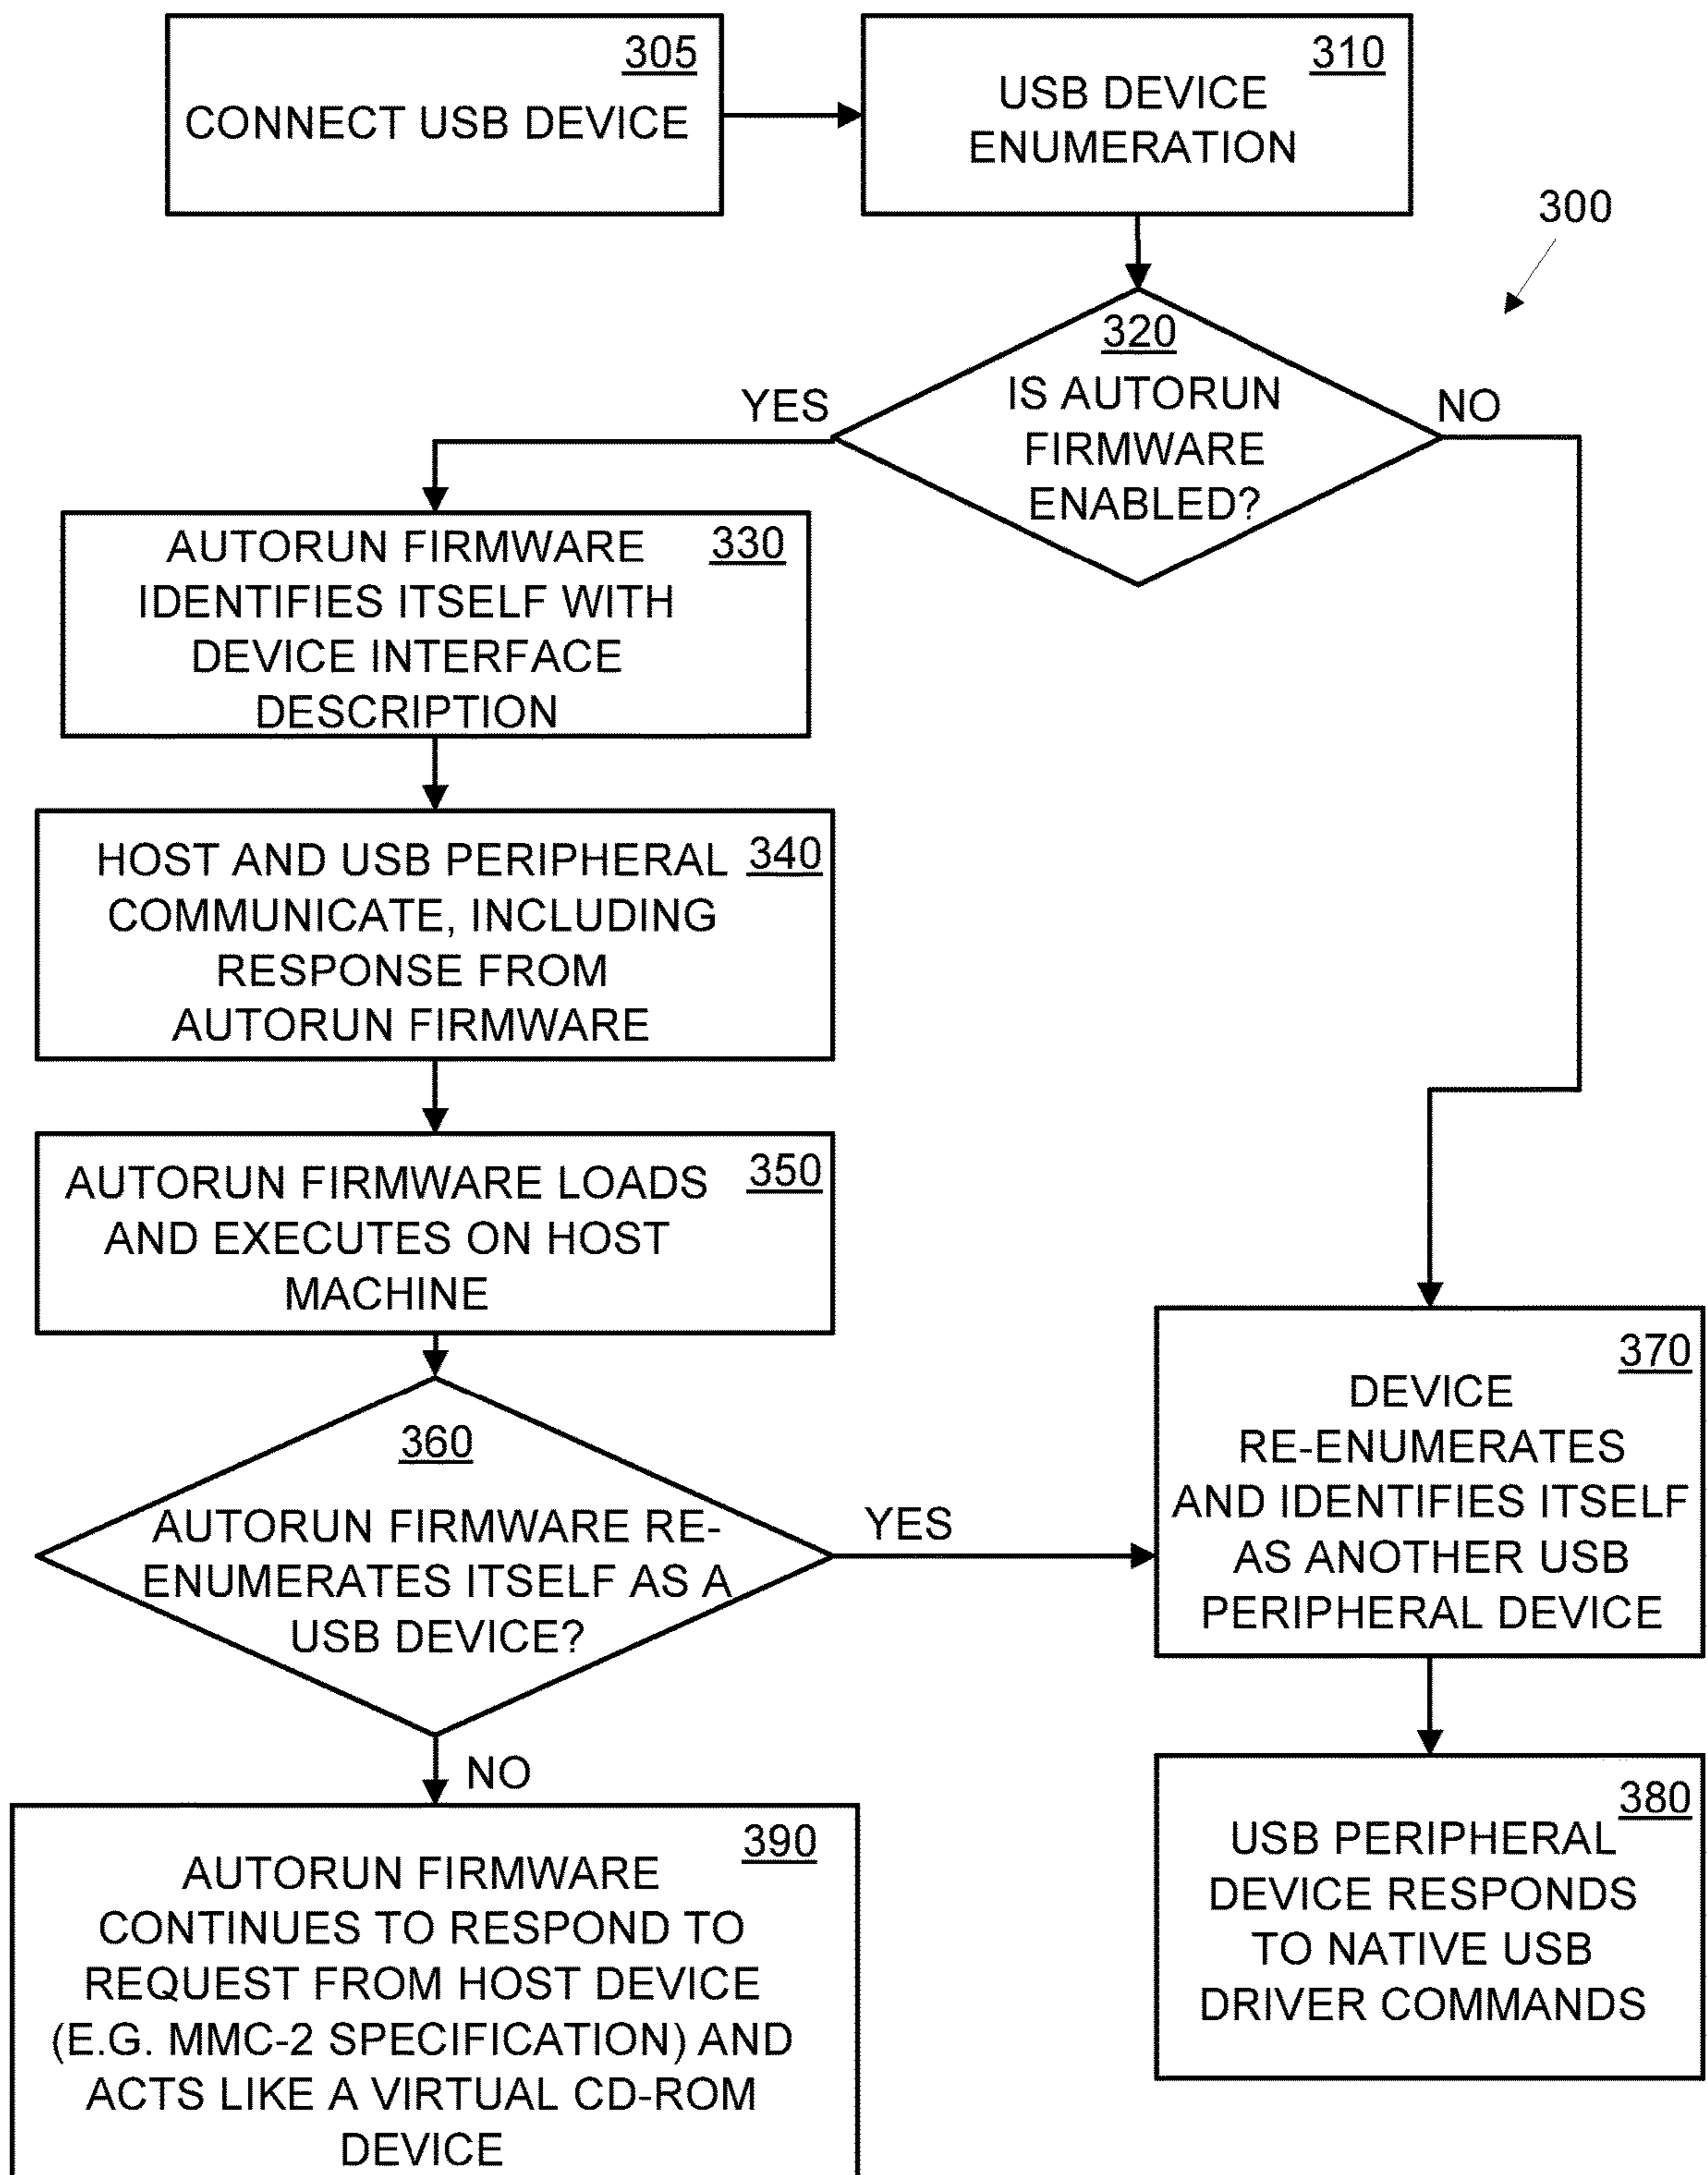 305
CONNECT USB DEVICE
310
USB DEVICE
ENUMERATION
300
320
IS AUTORUN
FIRMWARE
ENABLED?
YES
NO
330
AUTORUN FIRMWARE
IDENTIFIES ITSELF WITH
DEVICE INTERFACE
DESCRIPTION
340
HOST AND USB PERIPHERAL
COMMUNICATE, INCLUDING
RESPONSE FROM
AUTORUN FIRMWARE
350
AUTORUN FIRMWARE LOADS
AND EXECUTES ON HOST
MACHINE
360
AUTORUN FIRMWARE RE-
ENUMERATES ITSELF AS A
USB DEVICE?
YES
NO
370
DEVICE
RE-ENUMERATES
AND IDENTIFIES ITSELF
AS ANOTHER USB
PERIPHERAL DEVICE
380
USB PERIPHERAL
DEVICE RESPONDS
TO NATIVE USB
DRIVER COMMANDS
390
AUTORUN FIRMWARE
CONTINUES TO RESPOND TO
REQUEST FROM HOST DEVICE
(E.G. MMC-2 SPECIFICATION) AND
ACTS LIKE A VIRTUAL CD-ROM
DEVICE